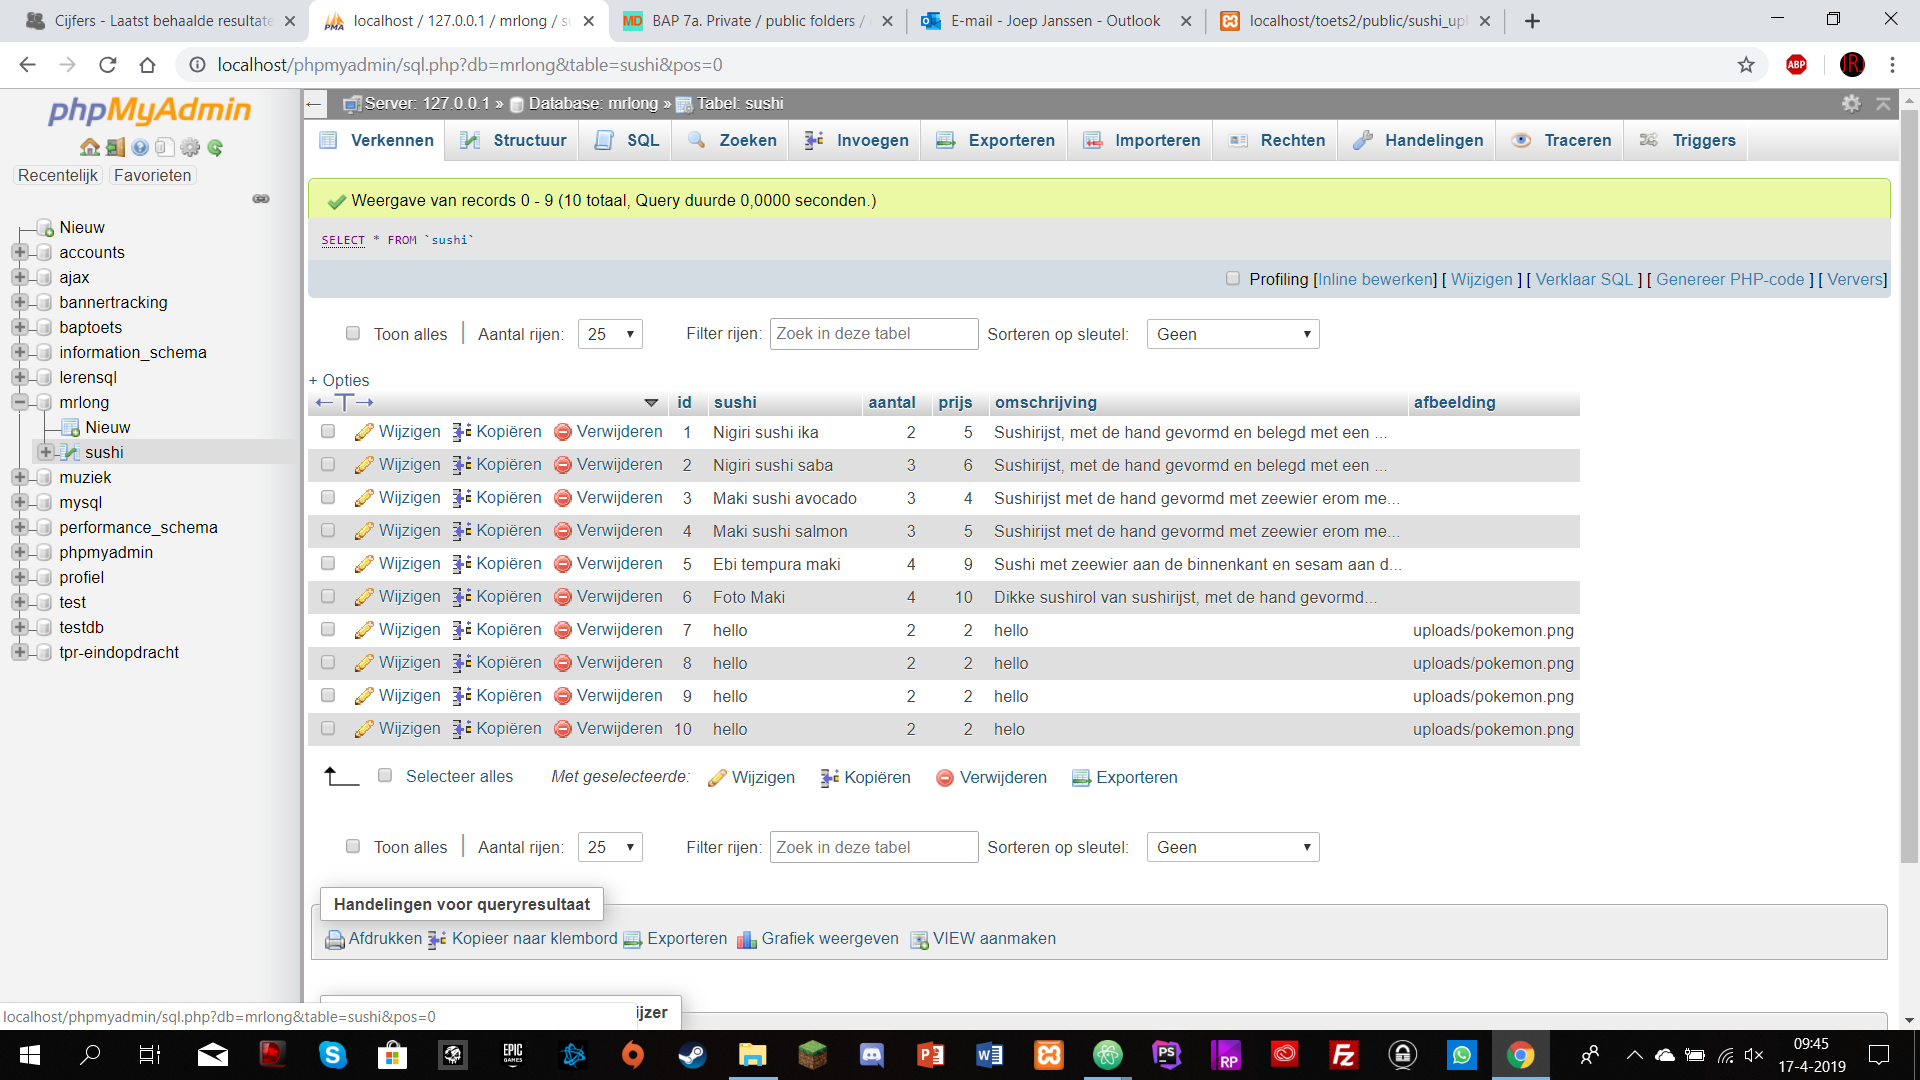 Cijfers - Laatst behaalde resultate
localhost / 127.0.0.1 / mrlong / su
BAP 7a. Private / public folders /
E-mail - Joep Janssen - Outlook
localhost/toets2/public/sushi_upl
localhost/phpmyadmin/sql.php?db=mrlong&table=sushi&pos=0
ABP
phpMyAdmin
Recentelijk Favorieten
Nieuw
accounts
ajax
bannertracking
baptoets
information_schema
lerensql
mrlong
Nieuw
sushi
muziek
mysql
performance_schema
phpmyadmin
profiel
test
testdb
tpr-eindopdracht
Server: 127.0.0.1 » Database: mrlong » Tabel: sushi
Verkennen Structuur SQL Zoeken Invoegen Exporteren Importeren Rechten Handelingen Traceren Triggers
Weergave van records 0 - 9 (10 totaal, Query duurde 0,0000 seconden.)
SELECT * FROM `sushi`
Profiling [Inline bewerken] [ Wijzigen ] [ Verklaar SQL ] [ Genereer PHP-code ] [ Ververs]
Toon alles Aantal rijen: 25 Filter rijen: Zoek in deze tabel Sorteren op sleutel: Geen
+ Opties
id sushi aantal prijs omschrijving afbeelding
Wijzigen Kopiëren Verwijderen 1 Nigiri sushi ika 2 5 Sushirijst, met de hand gevormd en belegd met een ...
Wijzigen Kopiëren Verwijderen 2 Nigiri sushi saba 3 6 Sushirijst, met de hand gevormd en belegd met een ...
Wijzigen Kopiëren Verwijderen 3 Maki sushi avocado 3 4 Sushirijst met de hand gevormd met zeewier erom me...
Wijzigen Kopiëren Verwijderen 4 Maki sushi salmon 3 5 Sushirijst met de hand gevormd met zeewier erom me...
Wijzigen Kopiëren Verwijderen 5 Ebi tempura maki 4 9 Sushi met zeewier aan de binnenkant en sesam aan d...
Wijzigen Kopiëren Verwijderen 6 Foto Maki 4 10 Dikke sushirol van sushirijst, met de hand gevormd...
Wijzigen Kopiëren Verwijderen 7 hello 2 2 hello uploads/pokemon.png
Wijzigen Kopiëren Verwijderen 8 hello 2 2 hello uploads/pokemon.png
Wijzigen Kopiëren Verwijderen 9 hello 2 2 hello uploads/pokemon.png
Wijzigen Kopiëren Verwijderen 10 hello 2 2 helo uploads/pokemon.png
Selecteer alles Met geselecteerde: Wijzigen Kopiëren Verwijderen Exporteren
Toon alles Aantal rijen: 25 Filter rijen: Zoek in deze tabel Sorteren op sleutel: Geen
Handelingen voor queryresultaat
Afdrukken Kopieer naar klembord Exporteren Grafiek weergeven VIEW aanmaken
ijzer
localhost/phpmyadmin/sql.php?db=mrlong&table=sushi&pos=0
09:45
17-4-2019